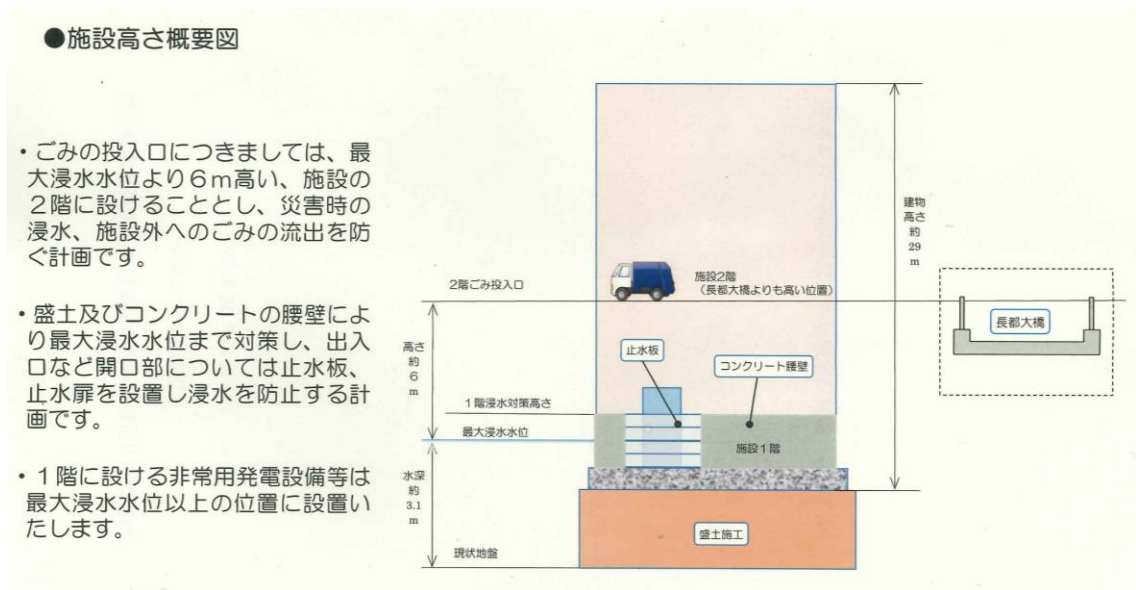 ●施設高さ概要図
・ごみの投入口につきましては、最
大浸水水位より６ｍ高い、施設の
２階に設けることとし、災害時の
浸水、施設外へのごみの流出を防
ぐ計画です。
・盛土及びコンクリートの腰壁によ
り最大浸水水位まで対策し、出入
口など開口部については止水板、
止水扉を設置し浸水を防止する計
画です。
・１階に設ける非常用発電設備等は
最大浸水水位以上の位置に設置い
たします。
2階ごみ投入口
施設2階
（長都大橋よりも高い位置）
建物
高さ
約
29
m
長都大橋
高さ
約
６
m
止水板
コンクリート腰壁
１階浸水対策高さ
最大浸水水位
施設１階
水深
約
3.1
m
盛土施工
現状地盤